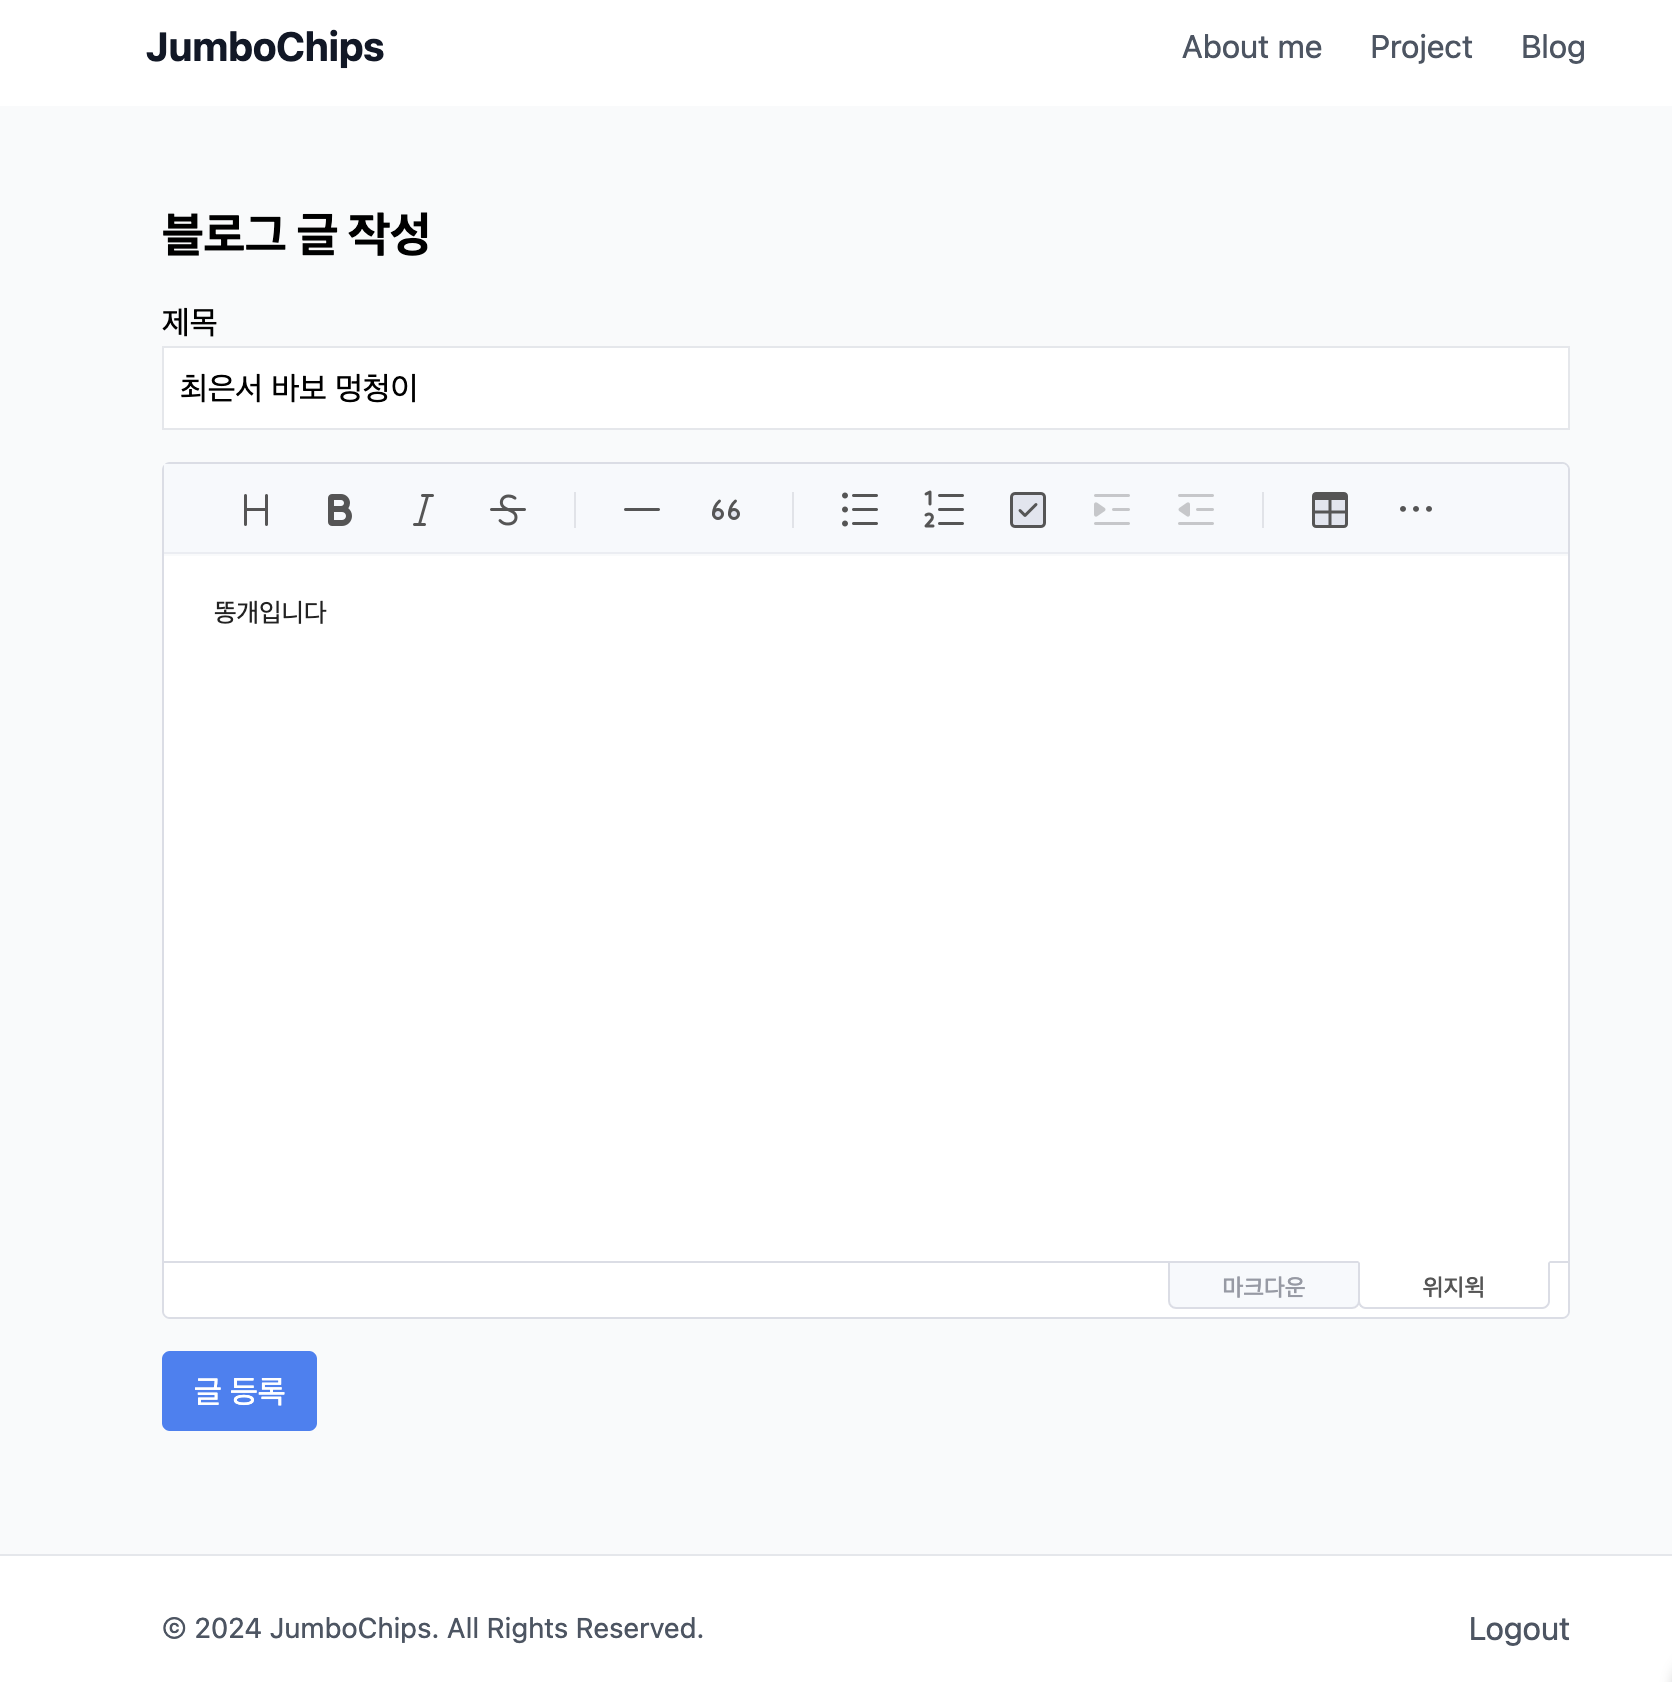 JumboChips
About me Project Blog
블로그 글 작성
제목
최은서 바보 멍청이
H B I S — 66
똥개입니다
마크다운 위지윅
글 등록
© 2024 JumboChips. All Rights Reserved.
Logout